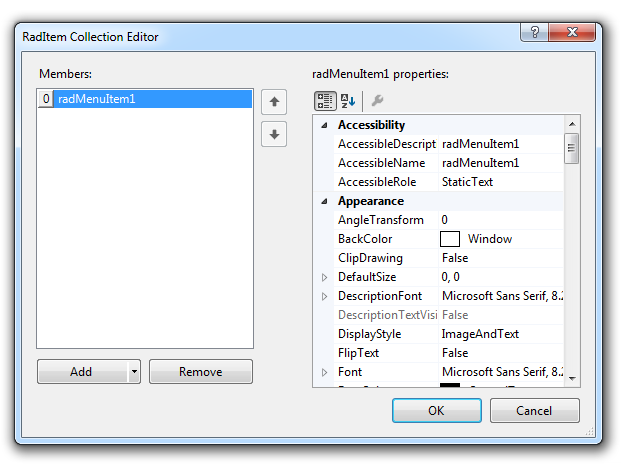 RadItem Collection Editor
Members:
radMenuItem1 properties:
0 radMenuItem1
Accessibility
AccessibleDescript radMenuItem1
AccessibleName radMenuItem1
AccessibleRole StaticText
Appearance
AngleTransform 0
BackColor Window
ClipDrawing False
DefaultSize 0, 0
DescriptionFont Microsoft Sans Serif, 8.2
DescriptionTextVisi False
DisplayStyle ImageAndText
FlipText False
Font Microsoft Sans Serif, 8.2
Add
Remove
OK
Cancel